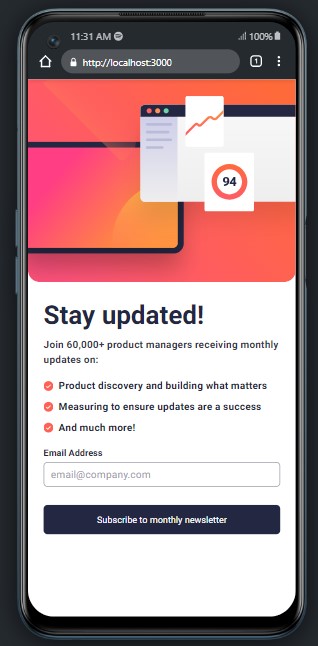 11:31 AM
100%
http://localhost:3000
1
94
Stay updated!
Join 60,000+ product managers receiving monthly
updates on:
Product discovery and building what matters
Measuring to ensure updates are a success
And much more!
Email Address
email@company.com
Subscribe to monthly newsletter